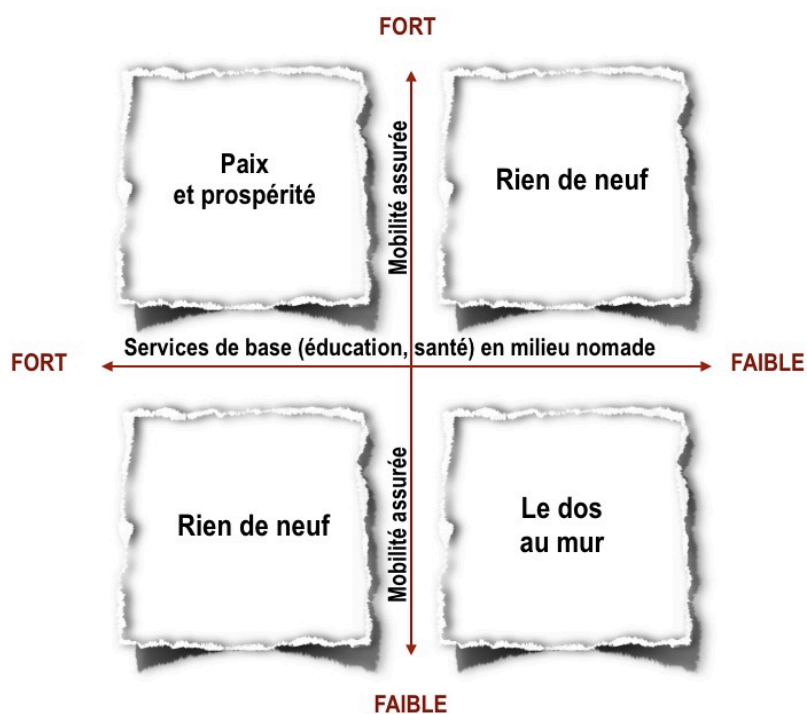 FORT
Paix
et prospérité
Mobilité assurée
Rien de neuf
Services de base (éducation, santé) en milieu nomade
FORT
FAIBLE
Rien de neuf
Mobilité assurée
Le dos
au mur
FAIBLE